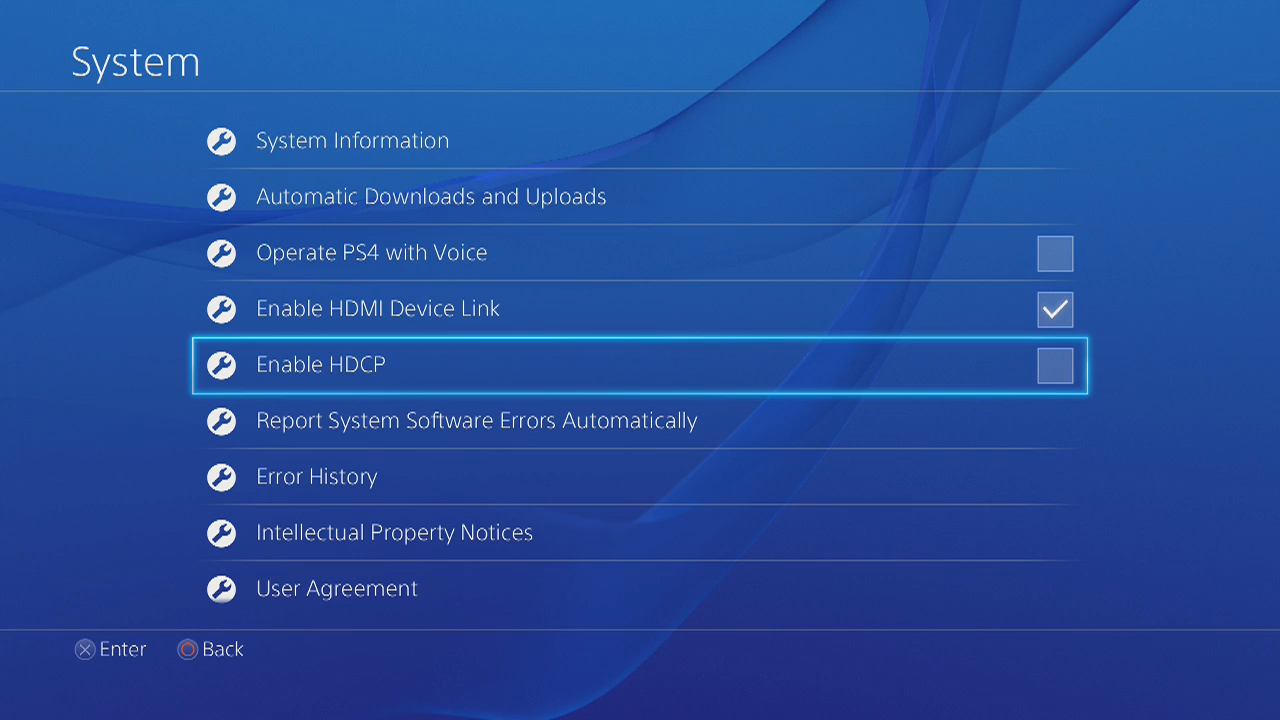 System
System Information
Automatic Downloads and Uploads
Operate PS4 with Voice
Enable HDMI Device Link
Enable HDCP
Report System Software Errors Automatically
Error History
Intellectual Property Notices
User Agreement
Enter Back